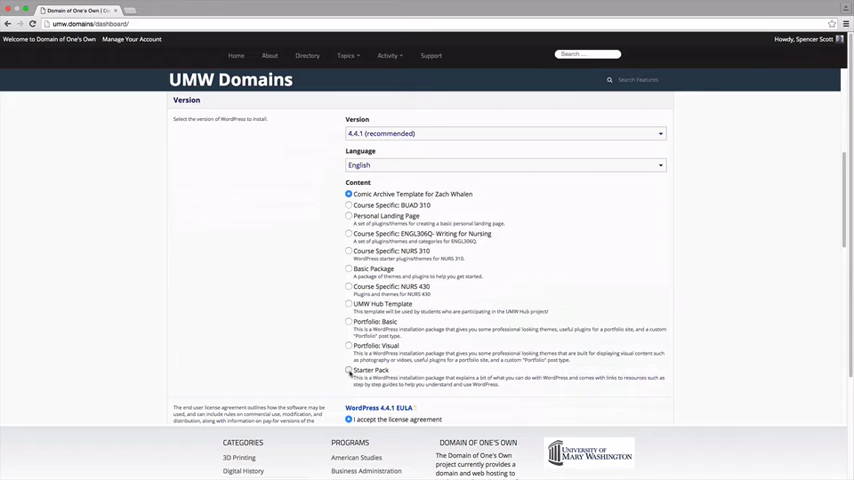 Domain of One's Own | D
umw.domains/dashboard/
Welcome to Domain of One's Own Manage Your Account Howdy, Spencer Scott
Home About Directory Topics Activity Support Search ...
UMW Domains Search Features
Version
Select the version of WordPress to install.
Version
4.4.1 (recommended)
Language
English
Content
Comic Archive Template for Zach Whalen
Course Specific: BUAD 310
Personal Landing Page
A set of plugins/themes for creating a basic personal landing page.
Course Specific: ENGL306Q- Writing for Nursing
A set of plugins/themes and categories for ENGL306Q.
Course Specific: NURS 310
WordPress starter plugins/themes for NURS 310.
Basic Package
A package of themes and plugins to help you get started.
Course Specific: NURS 430
Plugins and themes for NURS 430
UMW Hub Template
This template will be used by students who are participating in the UMW Hub project!
Portfolio: Basic
This is a WordPress installation package that gives you some professional looking themes, useful plugins for a portfolio site, and a custom
"Portfolio" post type.
Portfolio: Visual
This is a WordPress installation package that gives you some professional looking themes that are built for displaying visual content such
as photography or videos, useful plugins for a portfolio site, and a custom "Portfolio" post type.
Starter Pack
This is a WordPress installation package that explains a bit of what you can do with WordPress and comes with links to resources such as
step by step guides to help you understand and use WordPress.
The end user license agreement outlines how the software may be
used, and can include rules on commercial use, modification, and
distribution, along with information on pay-for versions of the
WordPress 4.4.1 EULA
I accept the license agreement
CATEGORIES
3D Printing
Digital History
PROGRAMS
American Studies
Business Administration
DOMAIN OF ONE'S OWN
The Domain of One's Own
project currently provides a
domain and web hosting to
UNIVERSITY OF
MARY WASHINGTON